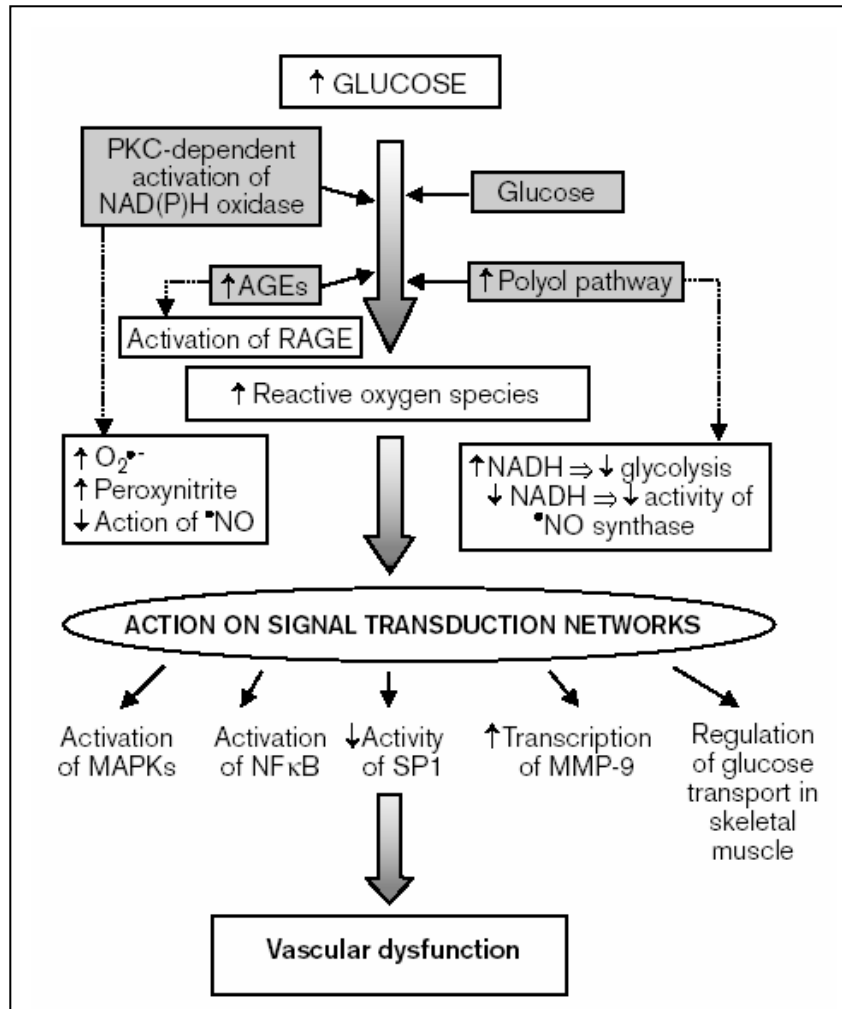 ↑ GLUCOSE
PKC-dependent
activation of
NAD(P)H oxidase
Glucose
↑AGEs
↑Polyol pathway
Activation of RAGE
↑ Reactive oxygen species
↑ O₂•-
↑ Peroxynitrite
↓ Action of •NO
↑NADH ⇒ ↓ glycolysis
↓ NADH ⇒ ↓ activity of
•NO synthase
ACTION ON SIGNAL TRANSDUCTION NETWORKS
Activation
of MAPKs
Activation
of NFκB
↓Activity
of SP1
↑Transcription
of MMP-9
Regulation
of glucose
transport in
skeletal
muscle
Vascular dysfunction